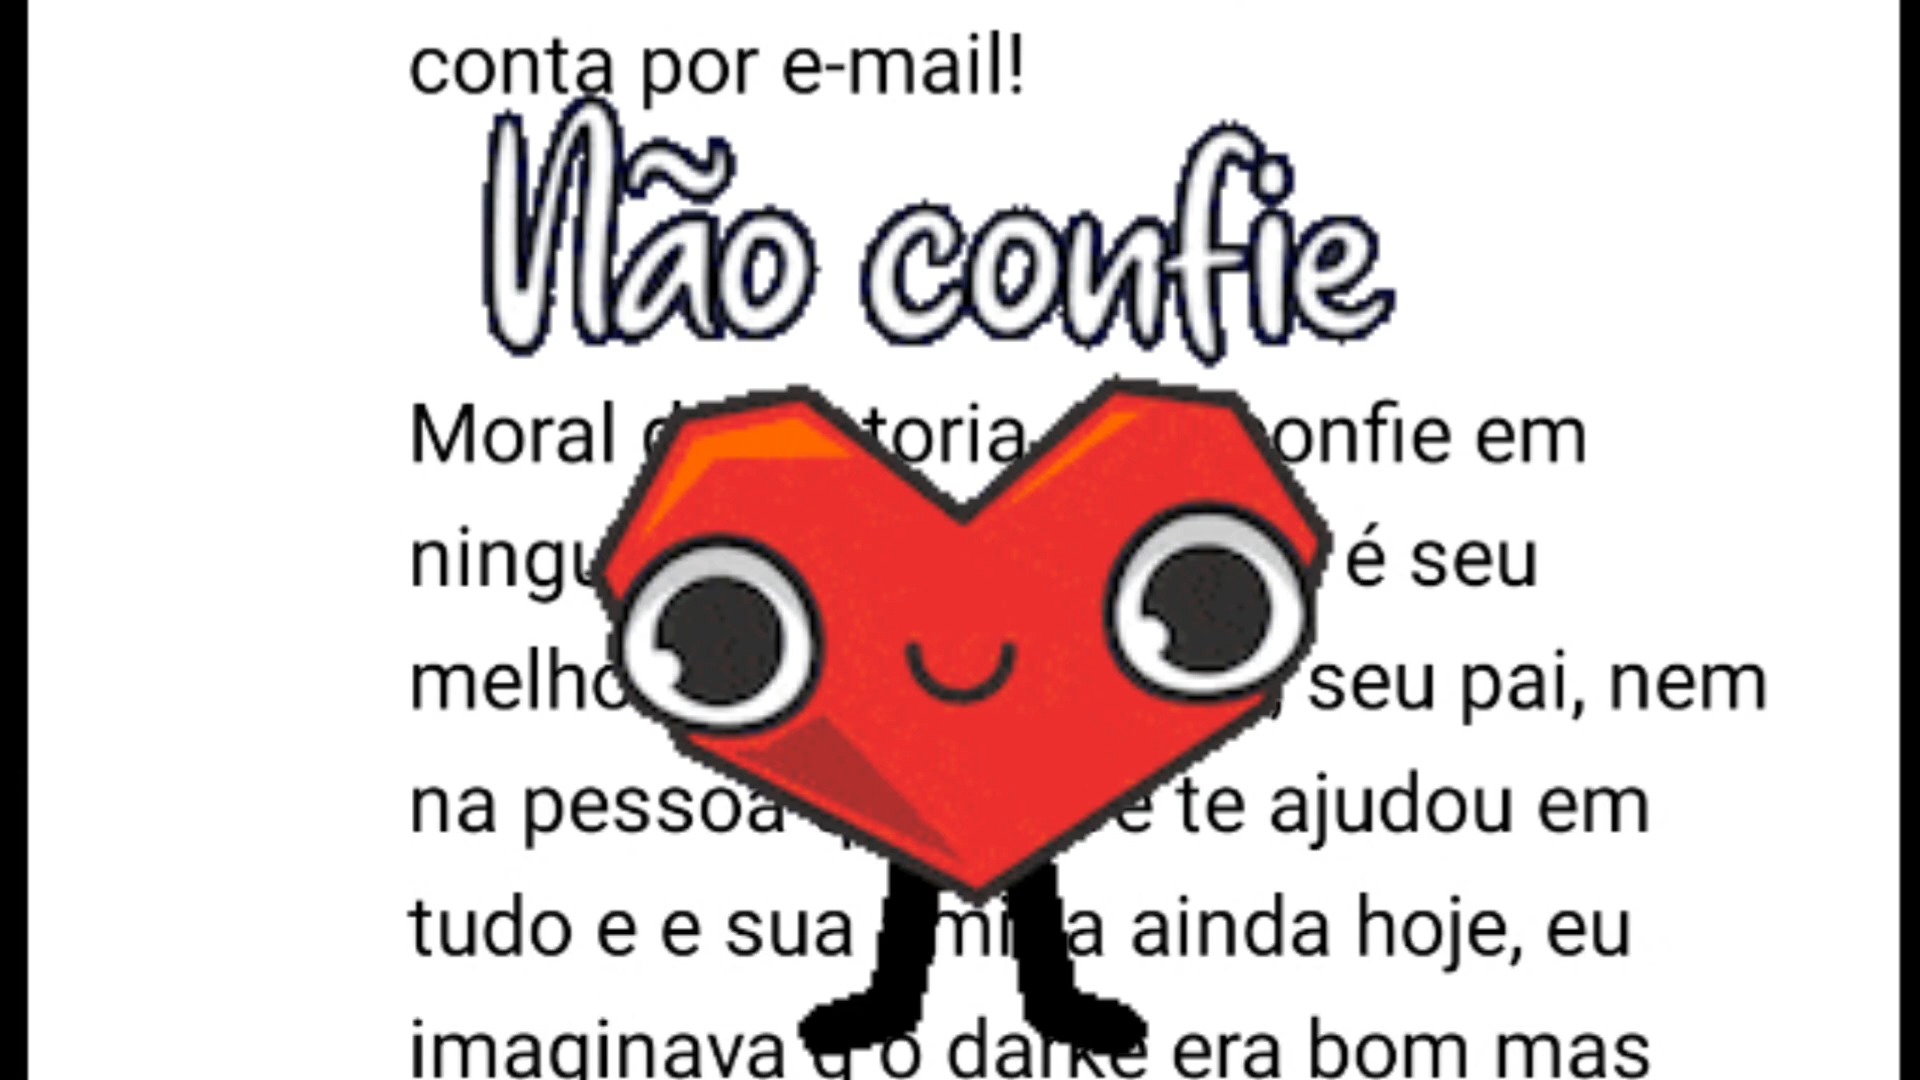 conta por e-mail!
Não confie
Moral toria onfie em
ningu é seu
melho seu pai, nem
na pessoa te ajudou em
tudo e e sua ainda hoje, eu
imaginava o darke era bom mas